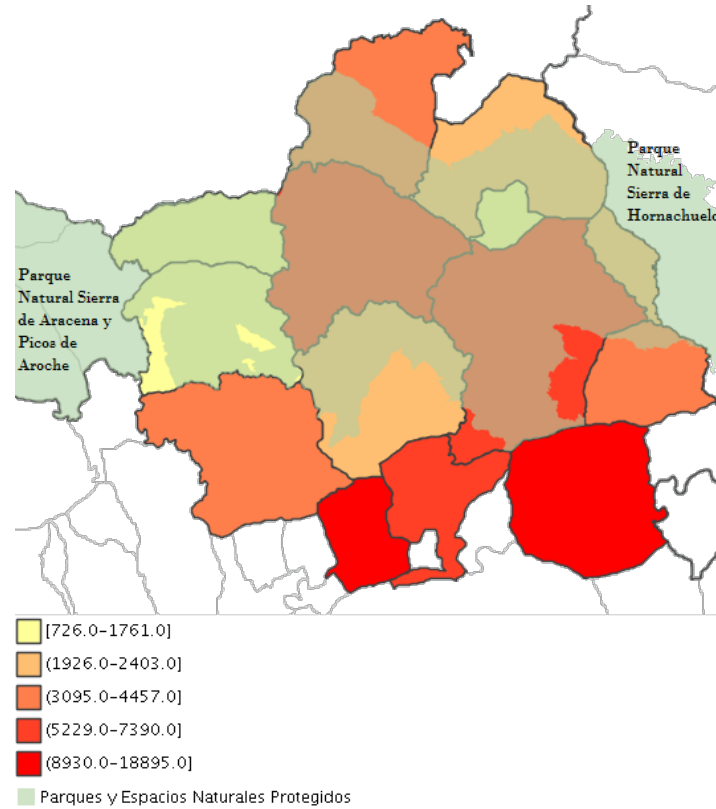 Parque
Natural
Sierra de
Hornachuelo
Parque
Natural Sierra
de Aracena y
Picos de
Aroche
[726.0–1761.0]
(1926.0–2403.0]
(3095.0–4457.0]
(5229.0–7390.0]
(8930.0–18895.0]
Parques y Espacios Naturales Protegidos